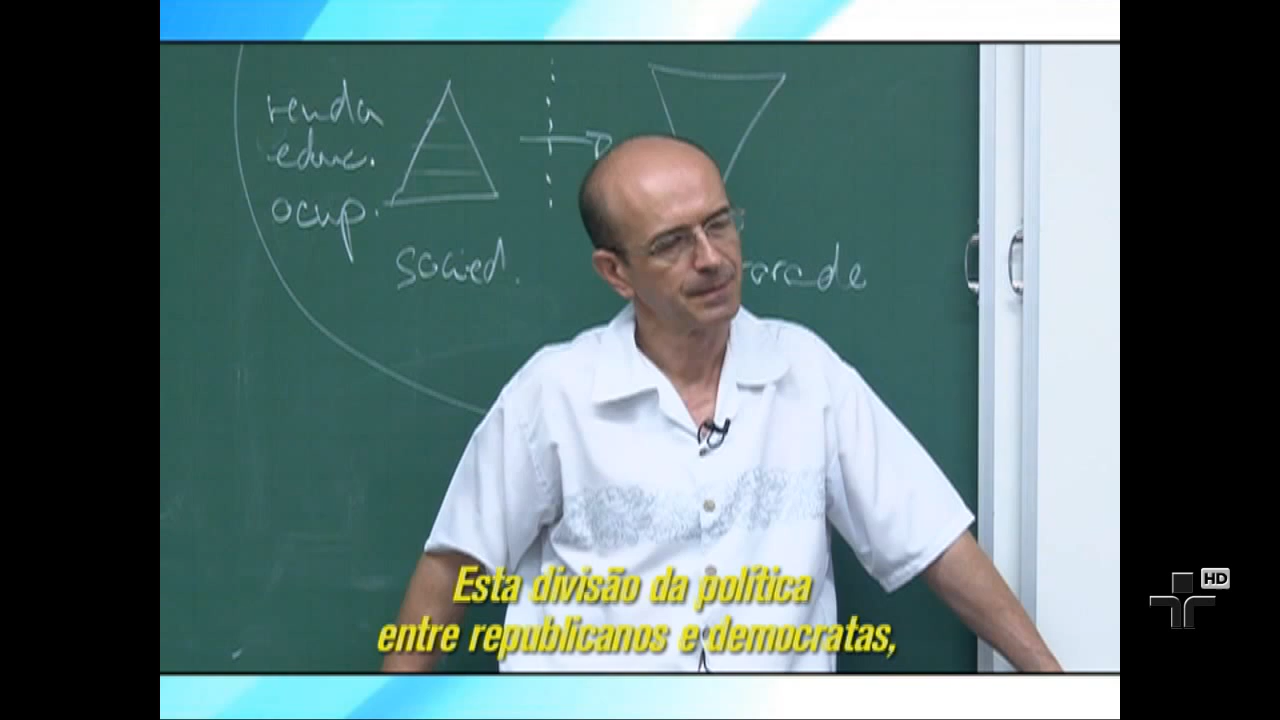 renda
educ.
ocup.
socied.
Esta divisão da política
entre republicanos e democratas,
HD